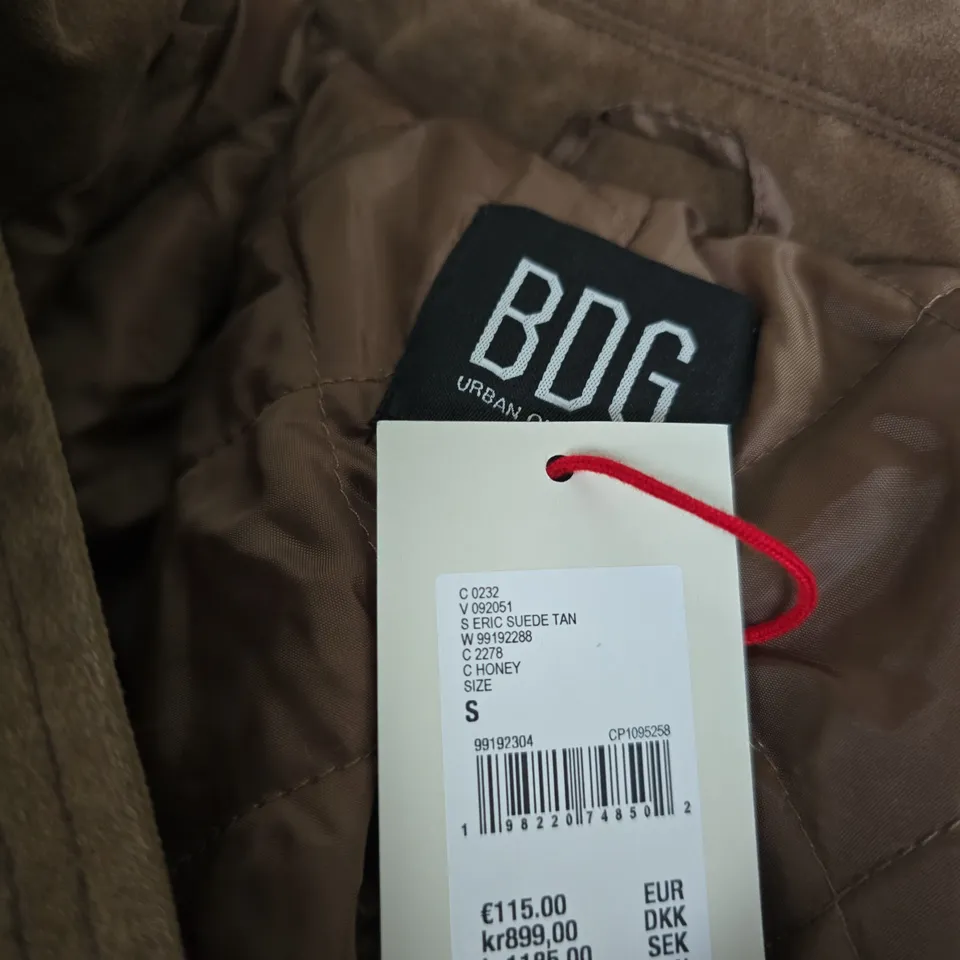 BDG
URBAN
C 0232
V 092051
S ERIC SUEDE TAN
W 99192288
C 2278
C HONEY
SIZE
S
99192304 CP1095258
1 98220 74850 2
€115.00 EUR
kr899,00 DKK
SEK